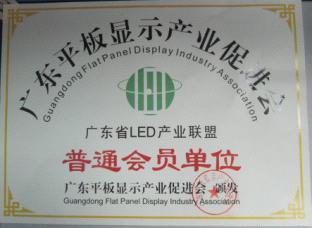 广东平板显示产业促进会
Guangdong Flat Panel Display Industry Association
广东省LED产业联盟
普通会员单位
广东平板显示产业促进会 颁发
Guangdong Flat Panel Display Industry Association